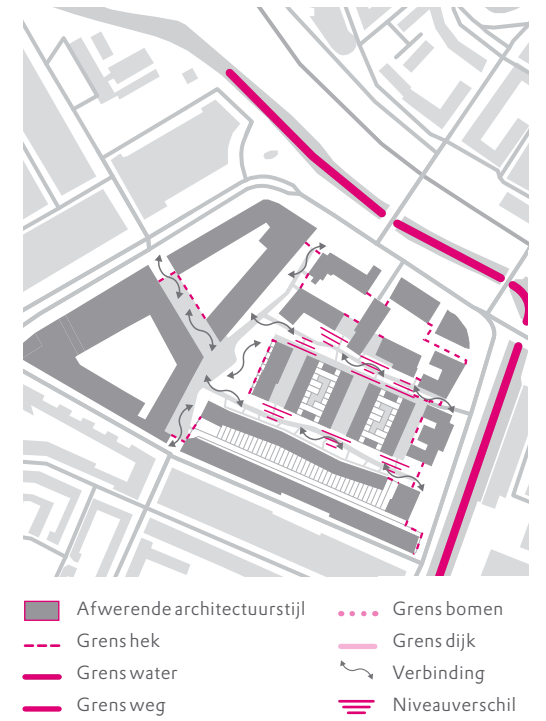 Afwerende architectuurstijl
Grens hek
Grens water
Grens weg
Grens bomen
Grens dijk
Verbinding
Niveauverschil